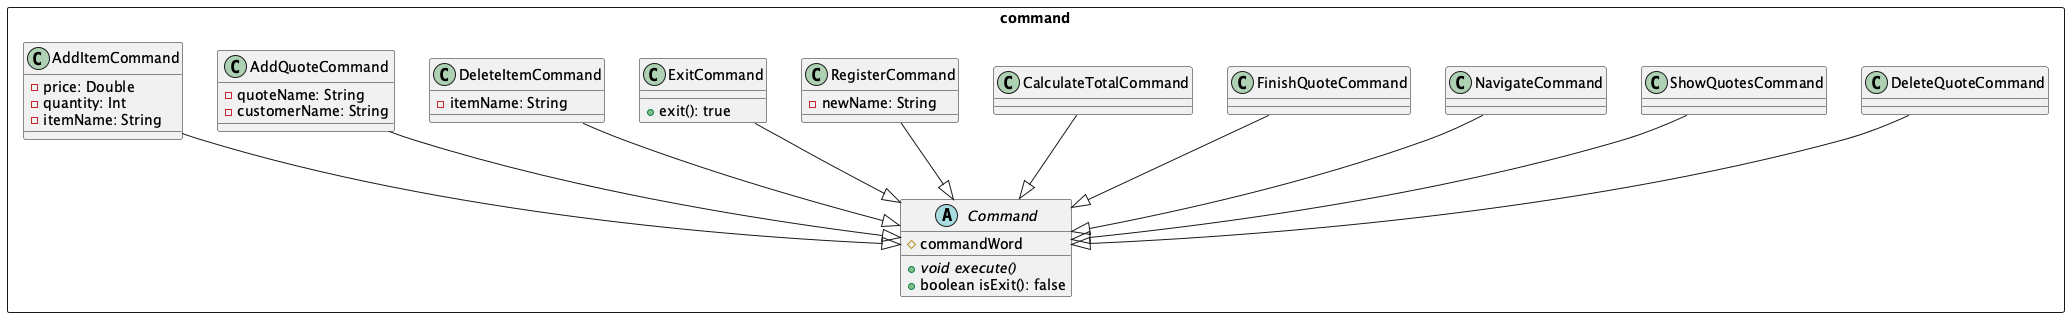 command
C AddItemCommand
price: Double
quantity: Int
itemName: String
C AddQuoteCommand
quoteName: String
customerName: String
C DeleteItemCommand
itemName: String
C ExitCommand
exit(): true
C RegisterCommand
newName: String
C CalculateTotalCommand
C FinishQuoteCommand
C NavigateCommand
C ShowQuotesCommand
C DeleteQuoteCommand
A Command
commandWord
void execute()
boolean isExit(): false